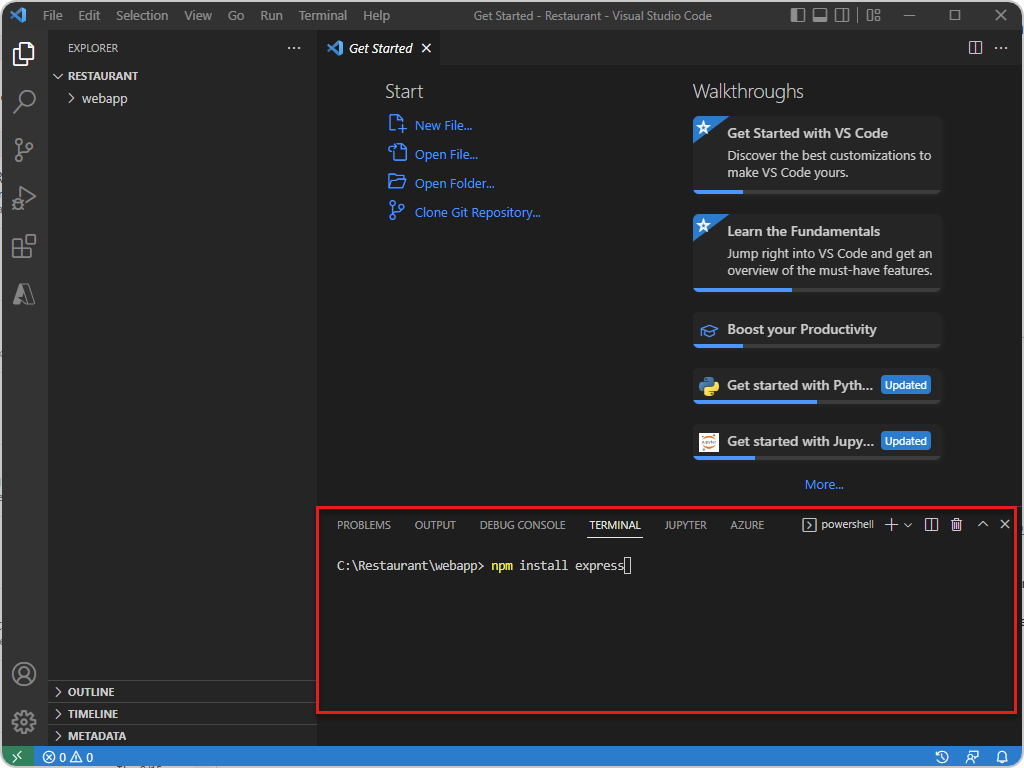 File Edit Selection View Go Run Terminal Help Get Started - Restaurant - Visual Studio Code
EXPLORER
Get Started
RESTAURANT
webapp
Start
New File...
Open File...
Open Folder...
Clone Git Repository...
Walkthroughs
Get Started with VS Code
Discover the best customizations to
make VS Code yours.
Learn the Fundamentals
Jump right into VS Code and get an
overview of the must-have features.
Boost your Productivity
Get started with Pyth... Updated
Get started with Jupy... Updated
More...
PROBLEMS OUTPUT DEBUG CONSOLE TERMINAL JUPYTER AZURE powershell
C:\Restaurant\webapp> npm install express
OUTLINE
TIMELINE
METADATA
0 0